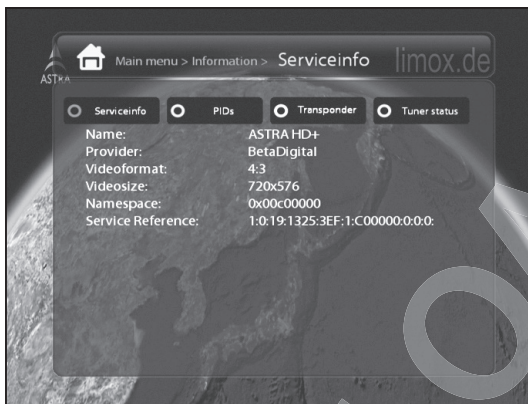 Main menu > Information > Serviceinfo limox.de
ASTRA
Serviceinfo PIDs Transponder Tuner status
Name: ASTRA HD+
Provider: BetaDigital
Videoformat: 4:3
Videosize: 720x576
Namespace: 0x00c00000
Service Reference: 1:0:19:1325:3EF:1:C00000:0:0:0: